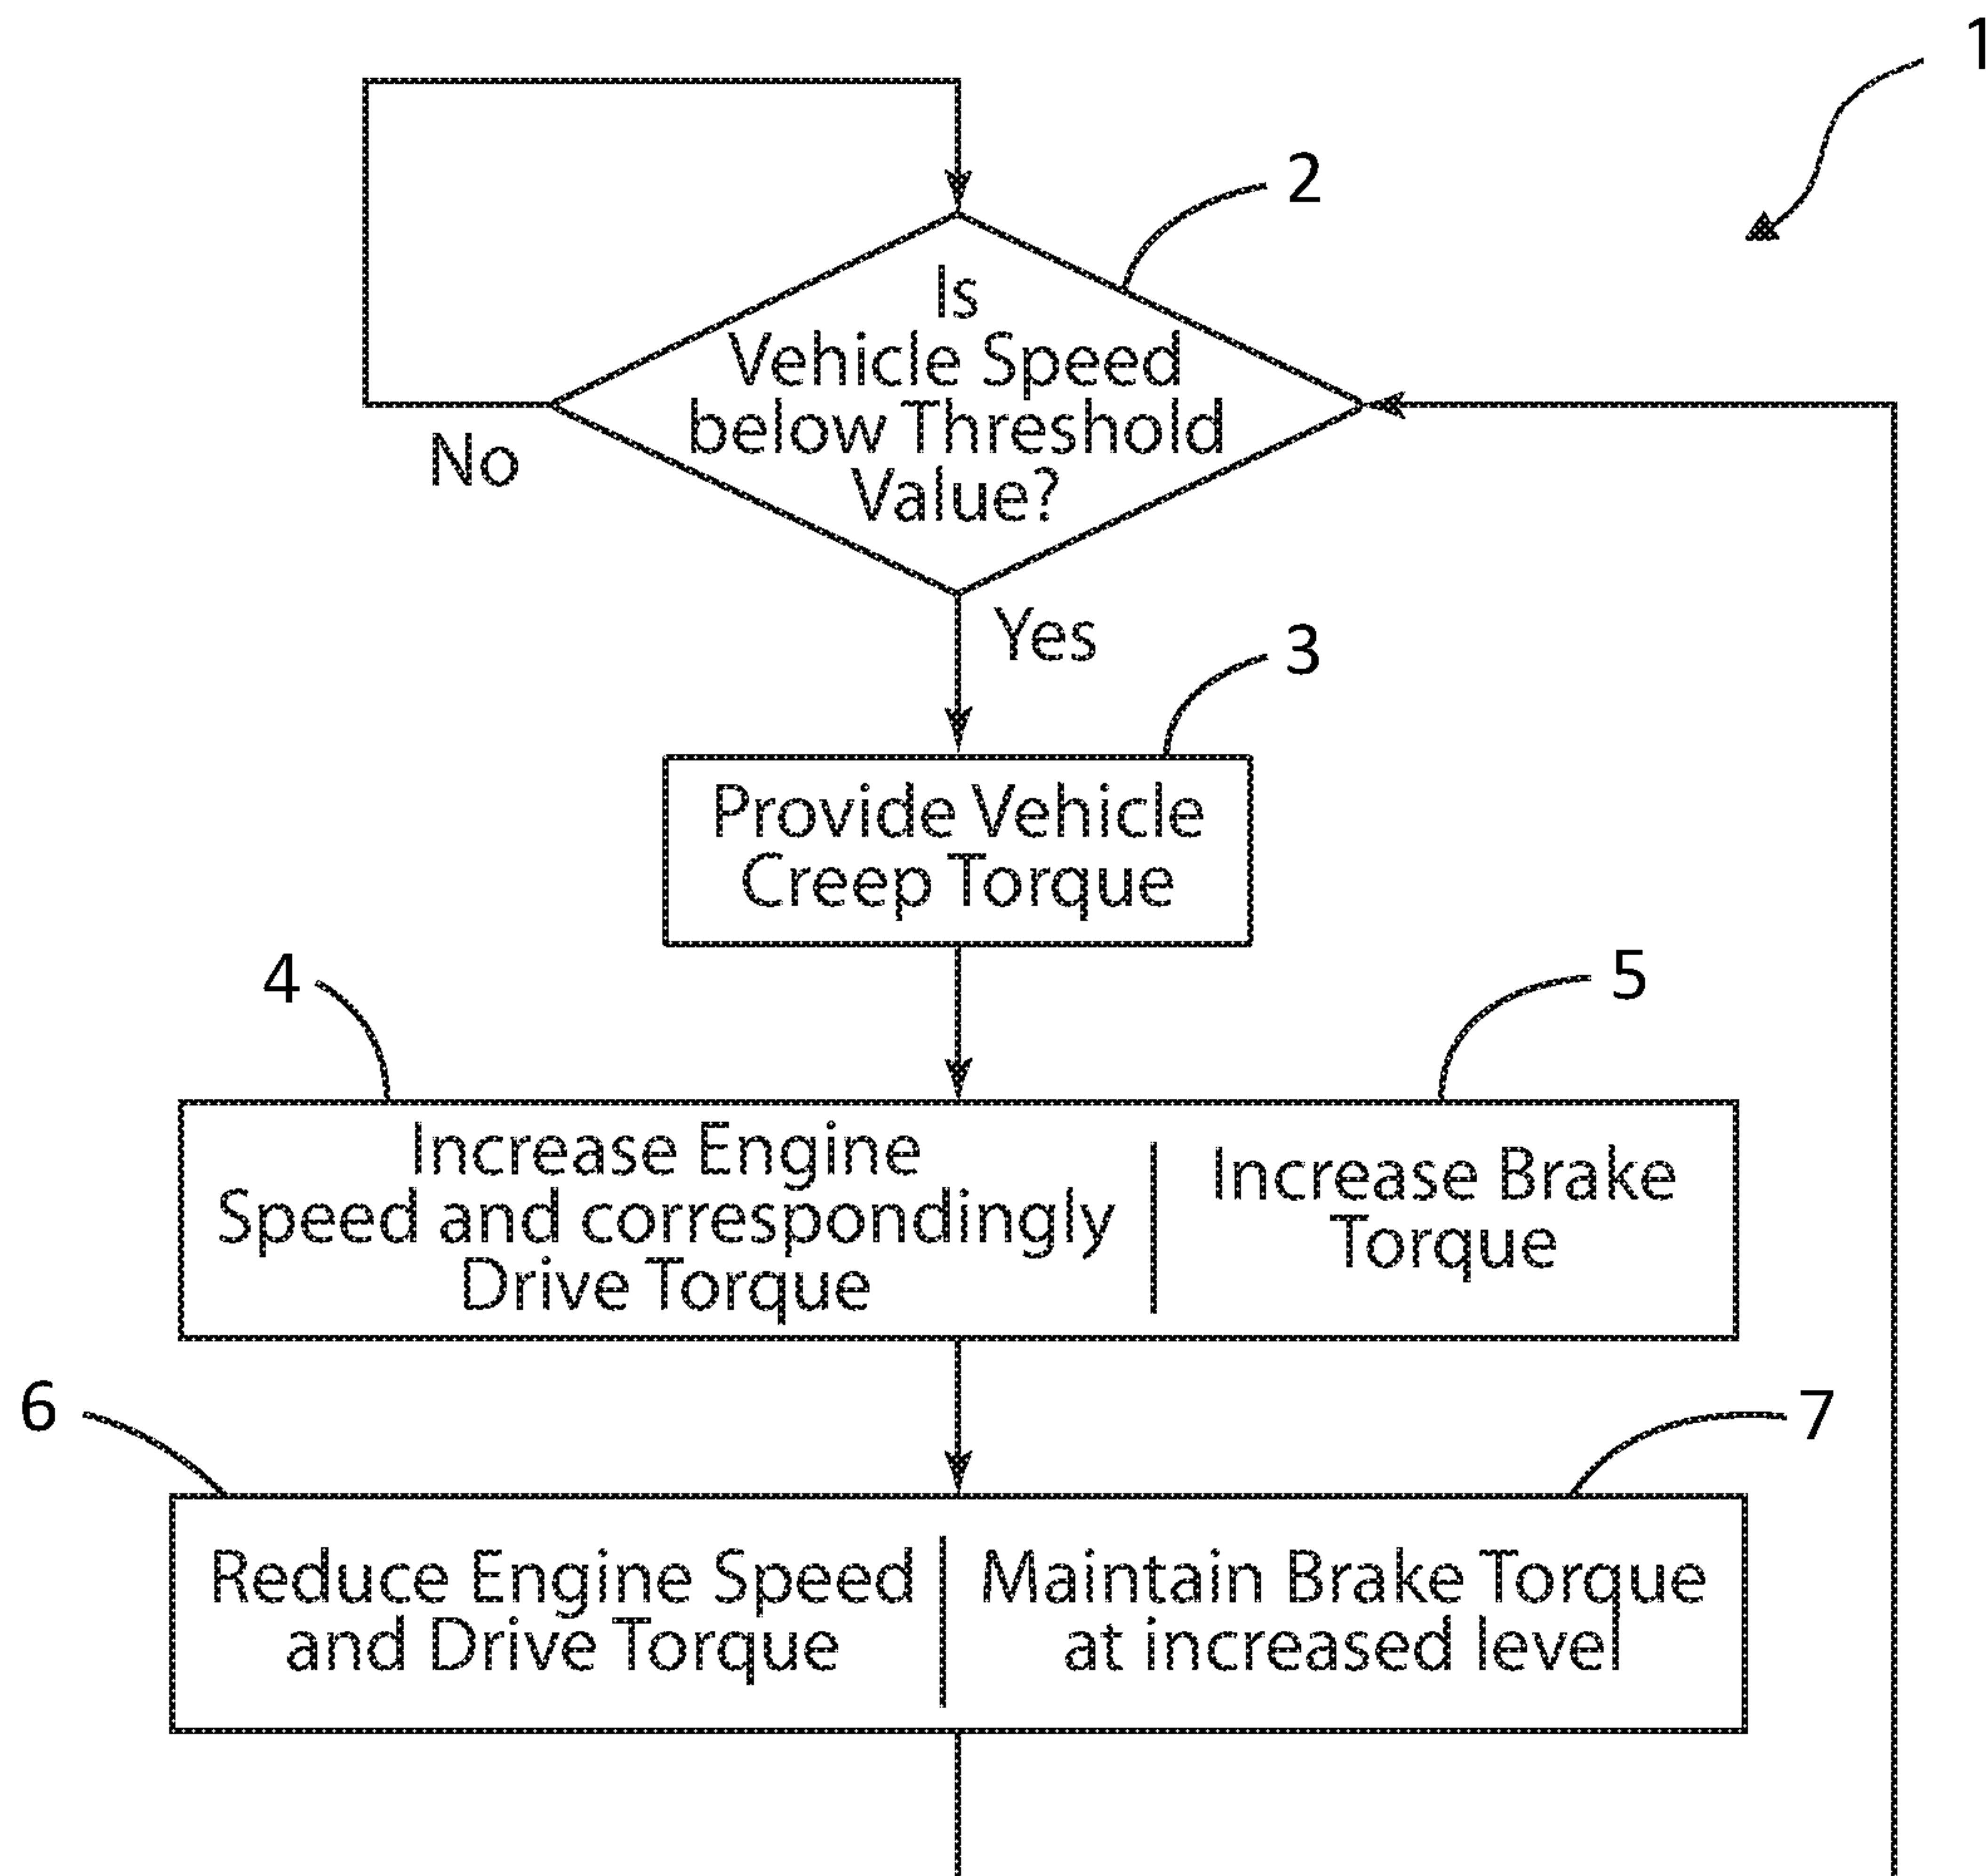 1
2
Is
Vehicle Speed
below Threshold
Value?
No
Yes
3
Provide Vehicle
Creep Torque
4
5
Increase Engine
Speed and correspondingly
Drive Torque
Increase Brake
Torque
6
7
Reduce Engine Speed
and Drive Torque
Maintain Brake Torque
at increased level